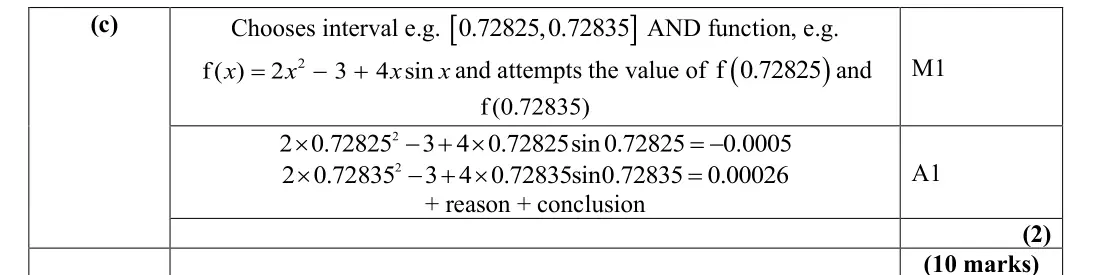 (c)
Chooses interval e.g. [0.72825,0.72835] AND function, e.g.
f(x) = 2x² − 3 + 4x sin x and attempts the value of f(0.72825) and
f(0.72835)
M1
2×0.72825² −3+4×0.72825sin0.72825=−0.0005
2×0.72835² −3+4×0.72835sin0.72835=0.00026
+ reason + conclusion
A1
(2)
(10 marks)